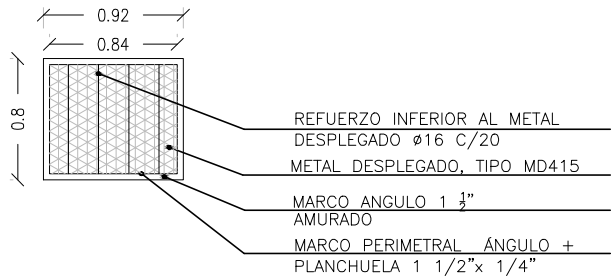 0.92
0.84
0.8
REFUERZO INFERIOR AL METAL
DESPLEGADO ø16 C/20
METAL DESPLEGADO, TIPO MD415
MARCO ANGULO 1 ½"
AMURADO
MARCO PERIMETRAL ÁNGULO +
PLANCHUELA 1 1/2"x 1/4"